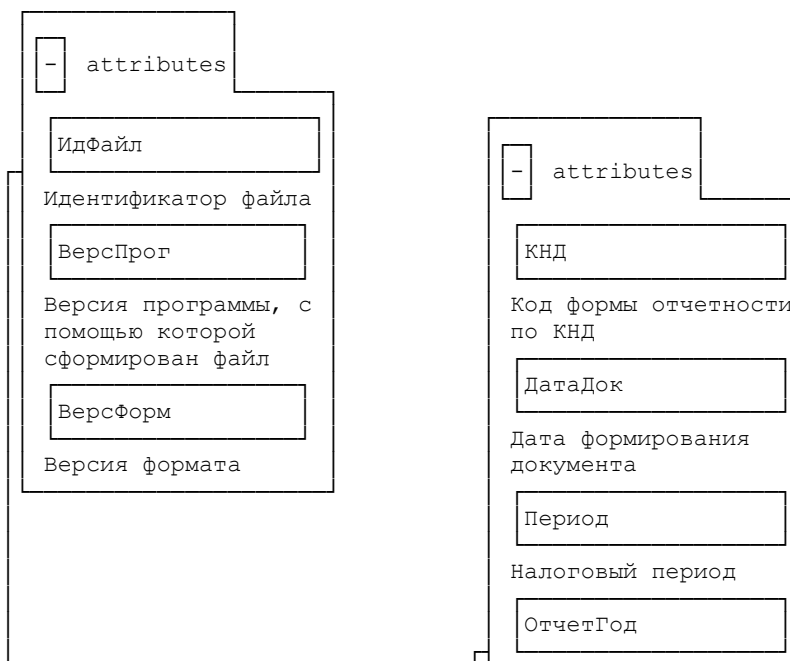 - attributes
ИдФайл
Идентификатор файла
ВерсПрог
Версия программы, с
помощью которой
сформирован файл
ВерсФорм
Версия формата
- attributes
КНД
Код формы отчетности
по КНД
ДатаДок
Дата формирования
документа
Период
Налоговый период
ОтчетГод